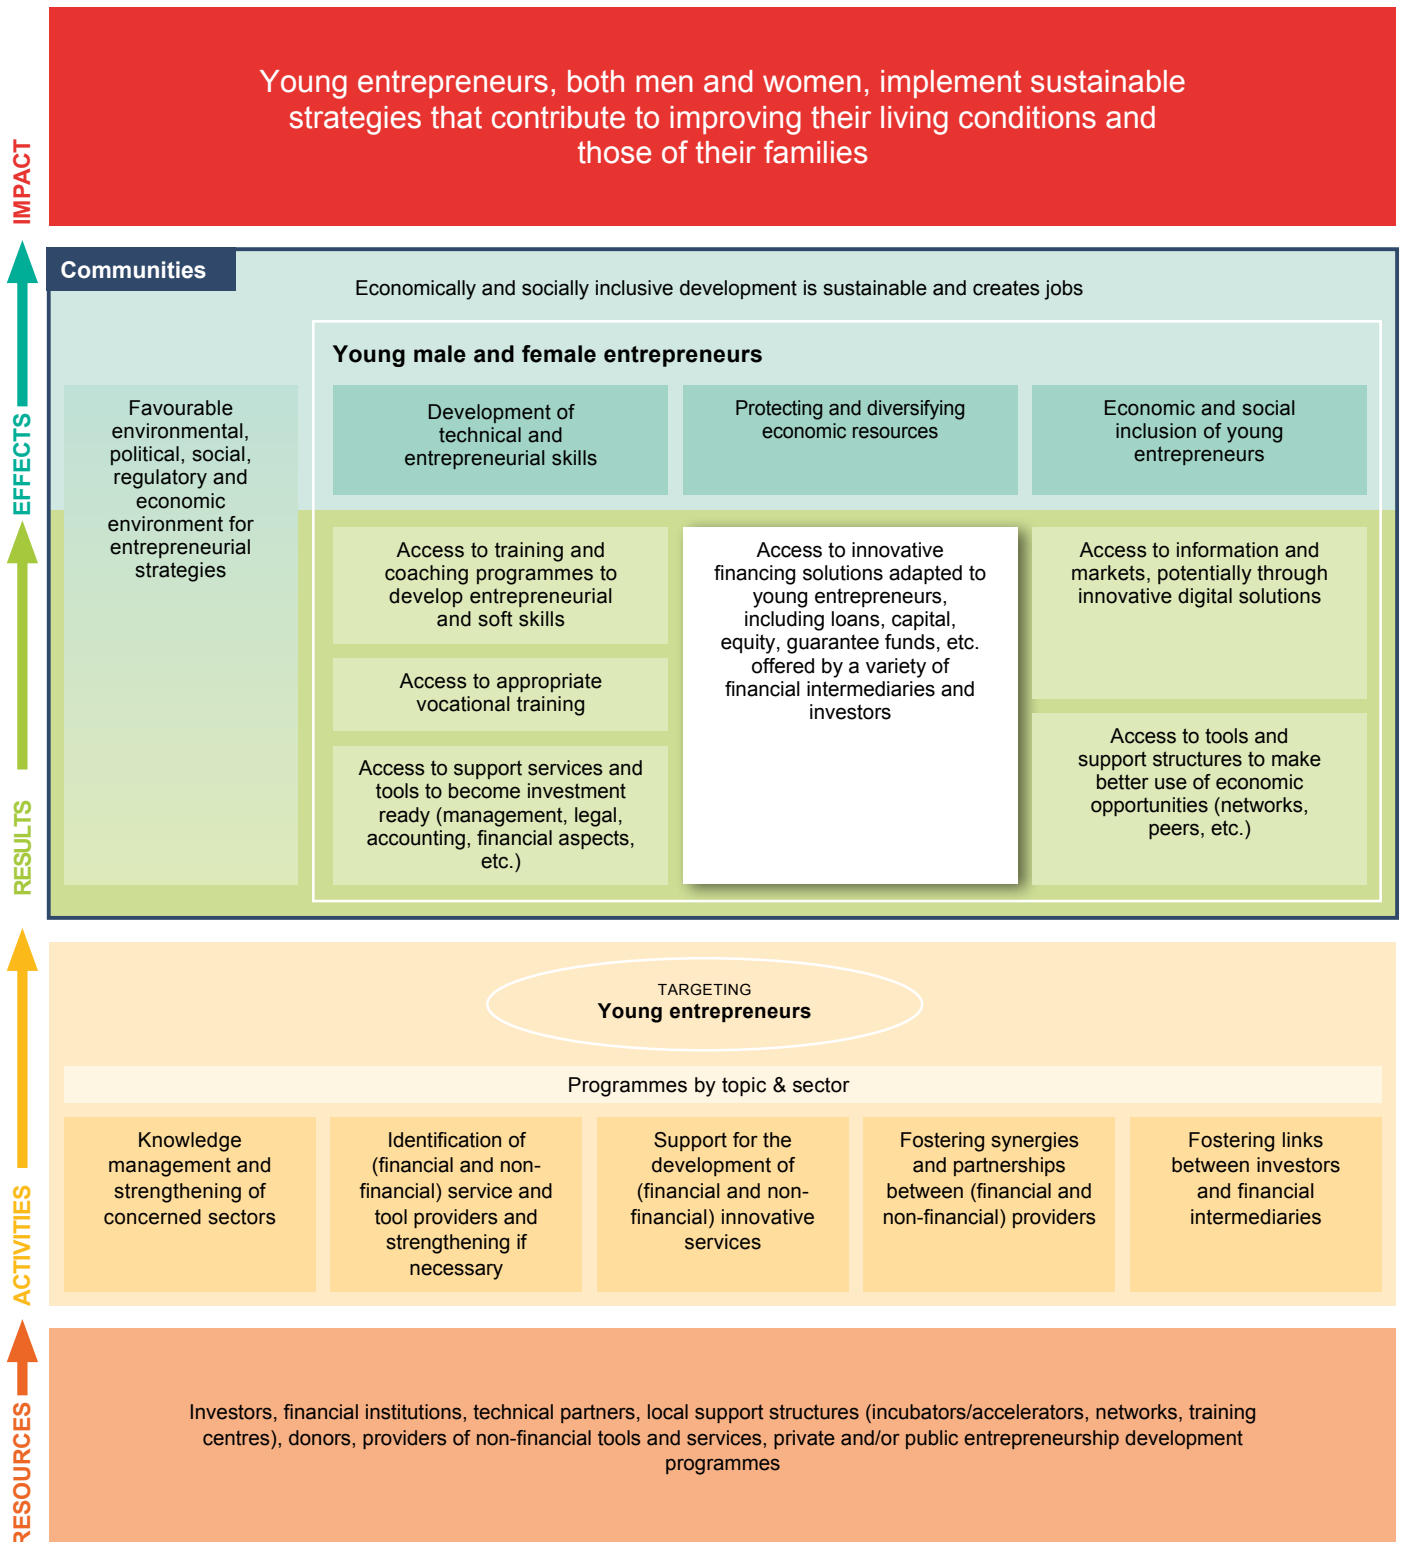 Young entrepreneurs, both men and women, implement sustainable
strategies that contribute to improving their living conditions and
those of their families
IMPACT
Communities
Economically and socially inclusive development is sustainable and creates jobs
Young male and female entrepreneurs
Favourable
environmental,
political, social,
regulatory and
economic
environment for
entrepreneurial
strategies
Development of
technical and
entrepreneurial skills
Protecting and diversifying
economic resources
Economic and social
inclusion of young
entrepreneurs
EFFECTS
Access to training and
coaching programmes to
develop entrepreneurial
and soft skills
Access to appropriate
vocational training
Access to support services and
tools to become investment
ready (management, legal,
accounting, financial aspects,
etc.)
Access to innovative
financing solutions adapted to
young entrepreneurs,
including loans, capital,
equity, guarantee funds, etc.
offered by a variety of
financial intermediaries and
investors
Access to information and
markets, potentially through
innovative digital solutions
Access to tools and
support structures to make
better use of economic
opportunities (networks,
peers, etc.)
RESULTS
TARGETING
Young entrepreneurs
Programmes by topic & sector
Knowledge
management and
strengthening of
concerned sectors
Identification of
(financial and non-
financial) service and
tool providers and
strengthening if
necessary
Support for the
development of
(financial and non-
financial) innovative
services
Fostering synergies
and partnerships
between (financial and
non-financial) providers
Fostering links
between investors
and financial
intermediaries
ACTIVITIES
Investors, financial institutions, technical partners, local support structures (incubators/accelerators, networks, training
centres), donors, providers of non-financial tools and services, private and/or public entrepreneurship development
programmes
RESOURCES